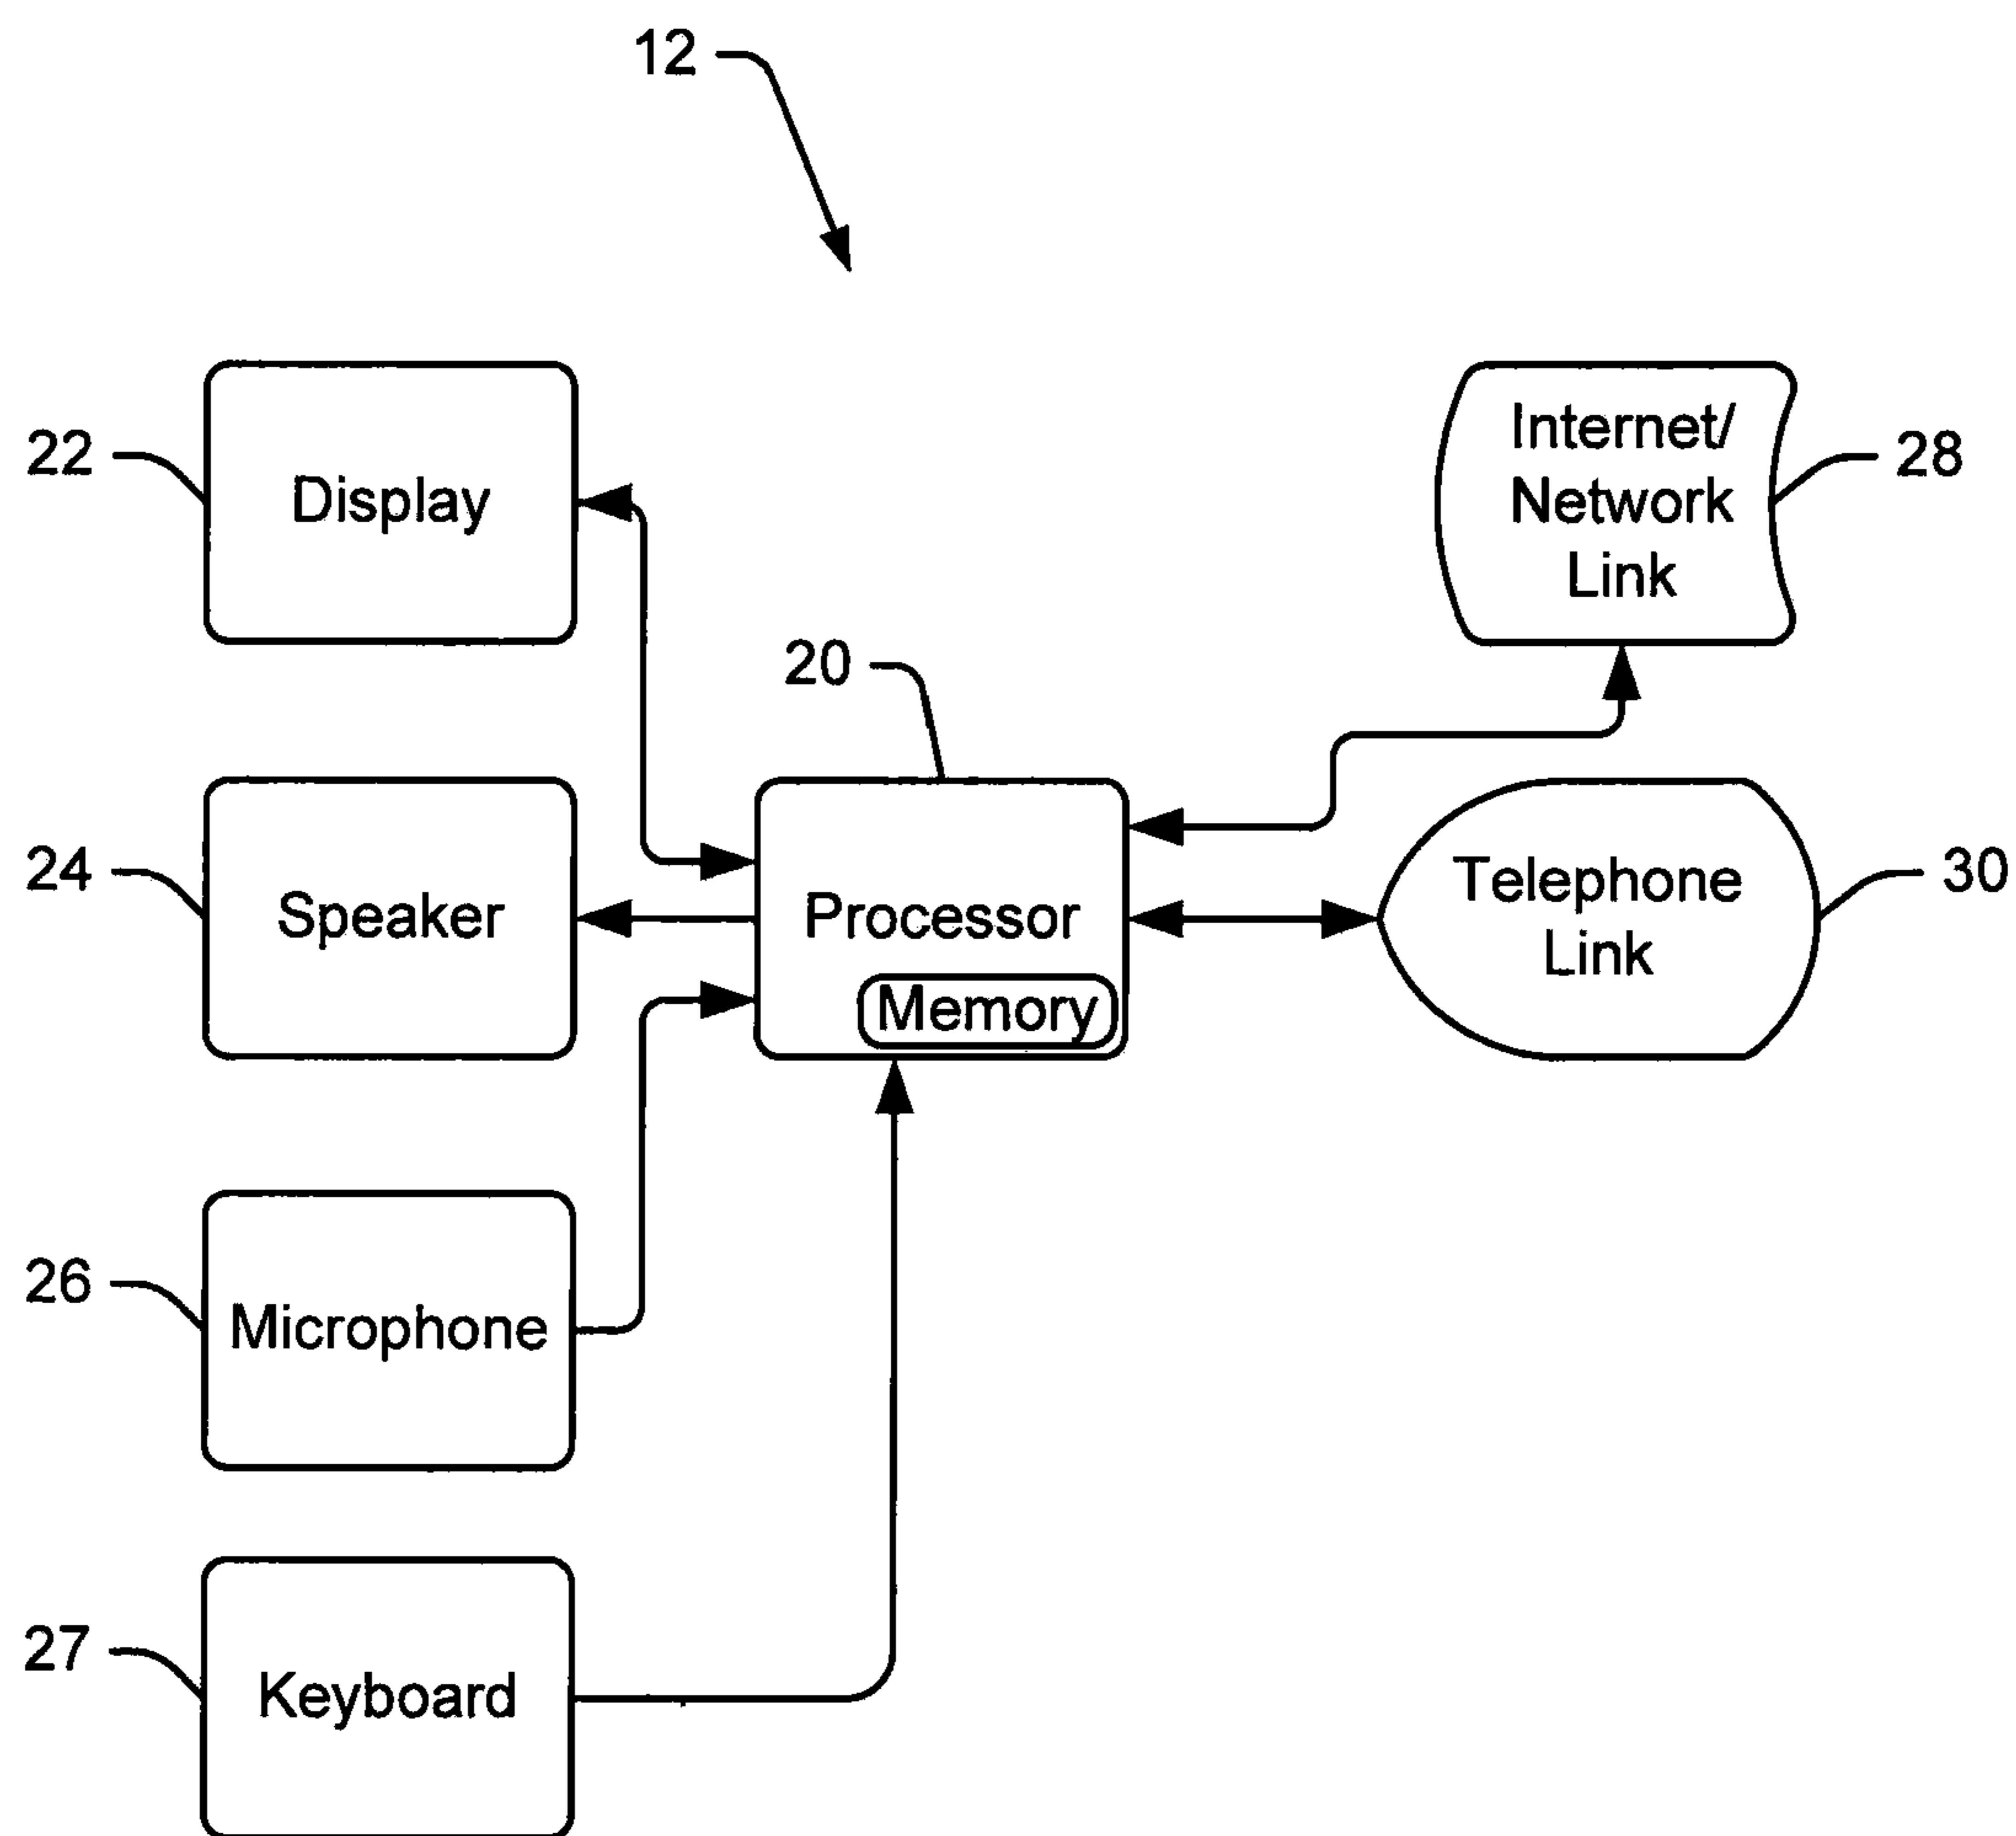 12
22
Display
Internet/
Network
Link
28
20
24
Speaker
Processor
Memory
Telephone
Link
30
26
Microphone
27
Keyboard